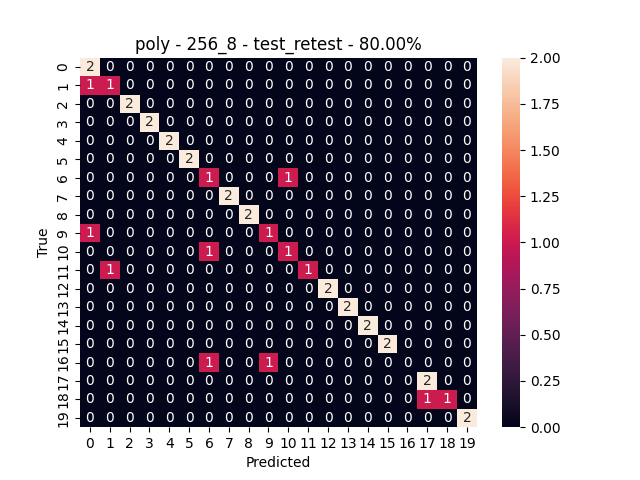 poly - 256_8 - test_retest - 80.00%
0 2 0 0 0 0 0 0 0 0 0 0 0 0 0 0 0 0 0 0 0
1 1 1 0 0 0 0 0 0 0 0 0 0 0 0 0 0 0 0 0 0
2 0 0 2 0 0 0 0 0 0 0 0 0 0 0 0 0 0 0 0 0
3 0 0 0 2 0 0 0 0 0 0 0 0 0 0 0 0 0 0 0 0
4 0 0 0 0 2 0 0 0 0 0 0 0 0 0 0 0 0 0 0 0
5 0 0 0 0 0 2 0 0 0 0 0 0 0 0 0 0 0 0 0 0
6 0 0 0 0 0 0 1 0 0 0 1 0 0 0 0 0 0 0 0 0
7 0 0 0 0 0 0 0 2 0 0 0 0 0 0 0 0 0 0 0 0
8 0 0 0 0 0 0 0 0 2 0 0 0 0 0 0 0 0 0 0 0
9 1 0 0 0 0 0 0 0 0 1 0 0 0 0 0 0 0 0 0 0
10 0 0 0 0 0 0 1 0 0 0 1 0 0 0 0 0 0 0 0 0
11 0 1 0 0 0 0 0 0 0 0 0 1 0 0 0 0 0 0 0 0
12 0 0 0 0 0 0 0 0 0 0 0 0 2 0 0 0 0 0 0 0
13 0 0 0 0 0 0 0 0 0 0 0 0 0 2 0 0 0 0 0 0
14 0 0 0 0 0 0 0 0 0 0 0 0 0 0 2 0 0 0 0 0
15 0 0 0 0 0 0 0 0 0 0 0 0 0 0 0 2 0 0 0 0
16 0 0 0 0 0 0 1 0 0 1 0 0 0 0 0 0 0 0 0 0
17 0 0 0 0 0 0 0 0 0 0 0 0 0 0 0 0 0 2 0 0
18 0 0 0 0 0 0 0 0 0 0 0 0 0 0 0 0 0 1 1 0
19 0 0 0 0 0 0 0 0 0 0 0 0 0 0 0 0 0 0 0 2
0 1 2 3 4 5 6 7 8 9 10 11 12 13 14 15 16 17 18 19
Predicted
True
2.00
1.75
1.50
1.25
1.00
0.75
0.50
0.25
0.00